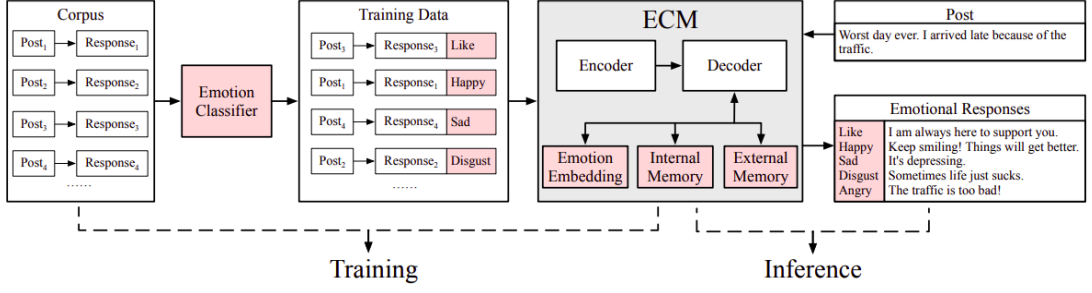 Corpus
Post1 Response1
Post2 Response2
Post3 Response3
Post4 Response4
......
Emotion
Classifier
Training Data
Post3 Response3 Like
Post1 Response1 Happy
Post4 Response4 Sad
Post2 Response2 Disgust
......
ECM
Encoder Decoder
Emotion
Embedding
Internal
Memory
External
Memory
Post
Worst day ever. I arrived late because of the
traffic.
Emotional Responses
Like I am always here to support you.
Happy Keep smiling! Things will get better.
Sad It's depressing.
Disgust Sometimes life just sucks.
Angry The traffic is too bad!
Training
Inference